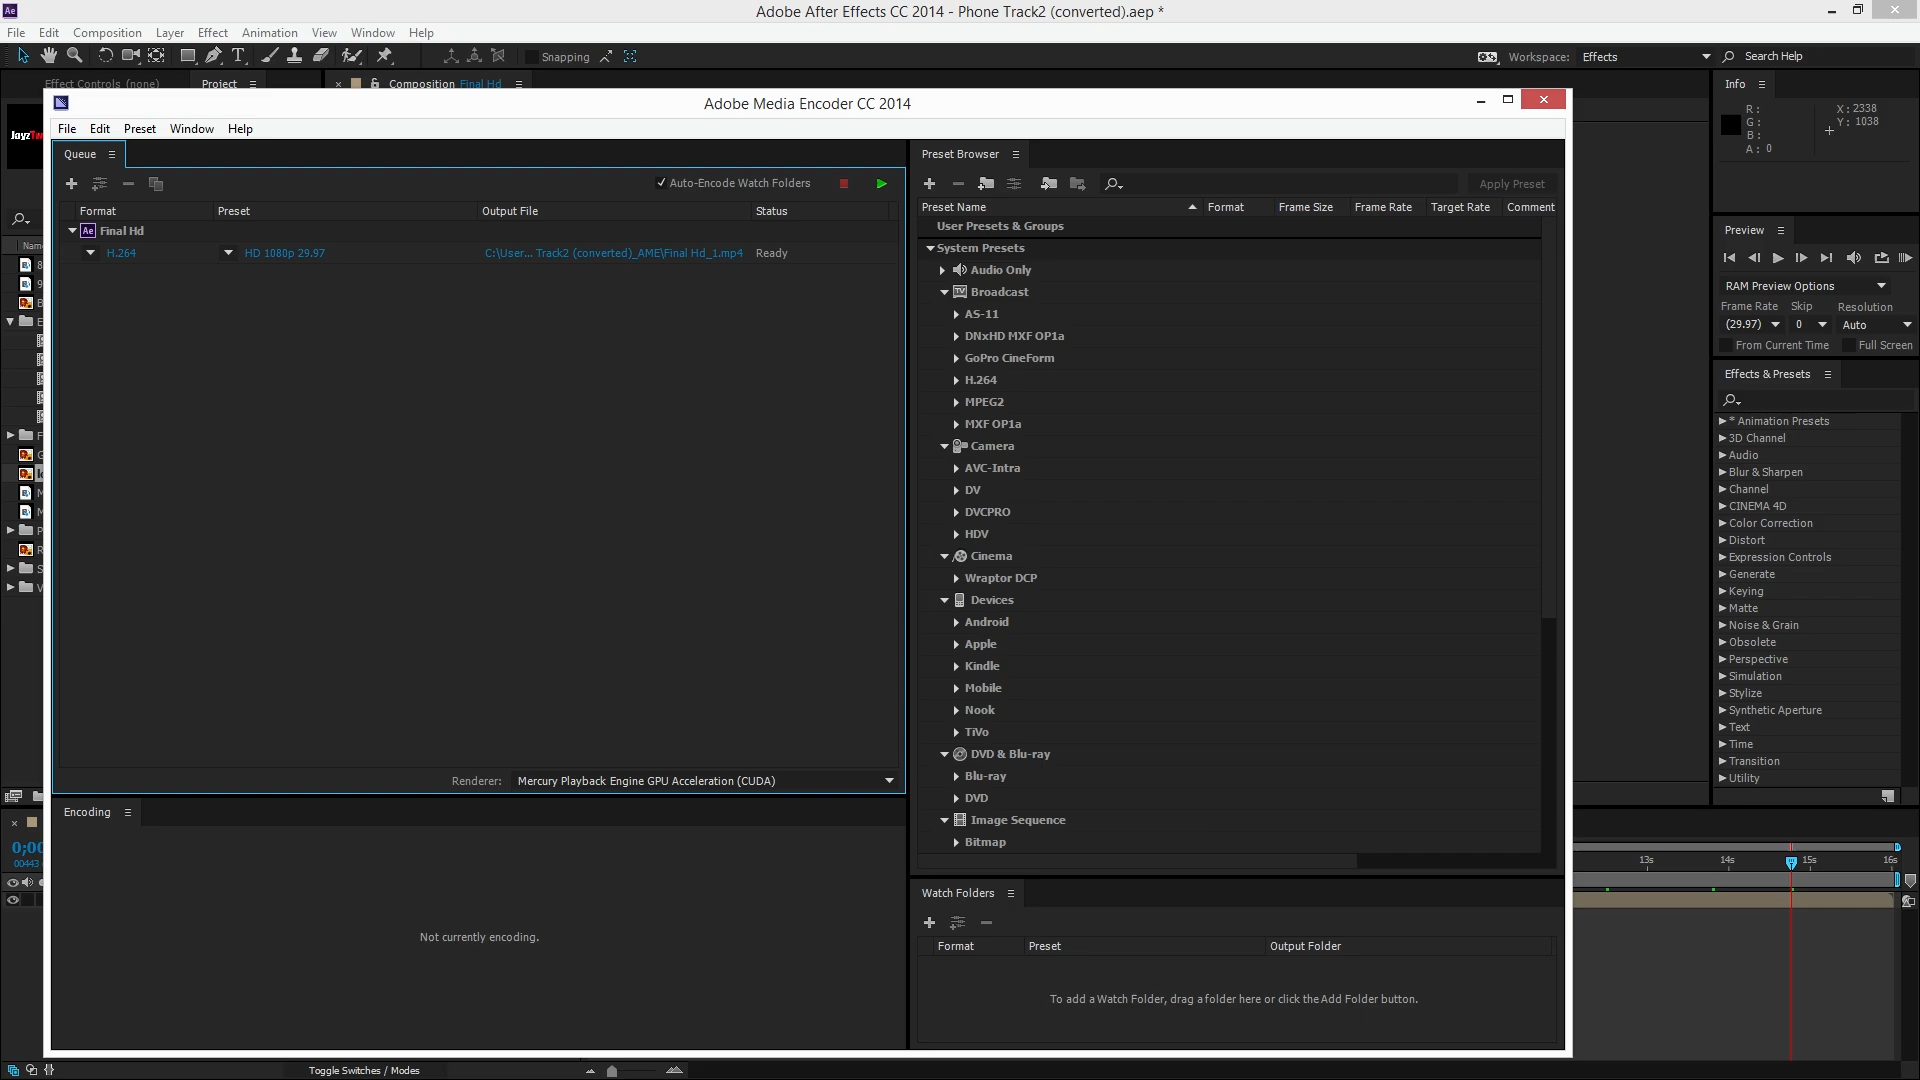 Ae
Adobe After Effects CC 2014 - Phone Track2 (converted).aep *
File Edit Composition Layer Effect Animation View Window Help
T
Snapping
Workspace: Effects
Search Help
Effect Controls (none)
Project
Composition Final Hd
Info
R:
G:
B:
A: 0
X: 2338
Y: 1038
Adobe Media Encoder CC 2014
File Edit Preset Window Help
Queue
Auto-Encode Watch Folders
Format Preset Output File Status
Ae Final Hd
H.264 HD 1080p 29.97 C:\User... Track2 (converted)_AME\Final Hd_1.mp4 Ready
Renderer: Mercury Playback Engine GPU Acceleration (CUDA)
Encoding
Not currently encoding.
Preset Browser
Apply Preset
Preset Name Format Frame Size Frame Rate Target Rate Comment
User Presets & Groups
System Presets
Audio Only
TV Broadcast
AS-11
DNxHD MXF OP1a
GoPro CineForm
H.264
MPEG2
MXF OP1a
Camera
AVC-Intra
DV
DVCPRO
HDV
Cinema
Wraptor DCP
Devices
Android
Apple
Kindle
Mobile
Nook
TiVo
DVD & Blu-ray
Blu-ray
DVD
Image Sequence
Bitmap
Watch Folders
Format Preset Output Folder
To add a Watch Folder, drag a folder here or click the Add Folder button.
Preview
RAM Preview Options
Frame Rate Skip Resolution
(29.97) 0 Auto
From Current Time Full Screen
Effects & Presets
* Animation Presets
3D Channel
Audio
Blur & Sharpen
Channel
CINEMA 4D
Color Correction
Distort
Expression Controls
Generate
Keying
Matte
Noise & Grain
Obsolete
Perspective
Simulation
Stylize
Synthetic Aperture
Text
Time
Transition
Utility
13s 14s 15s 16s
0;00
00443
Toggle Switches / Modes